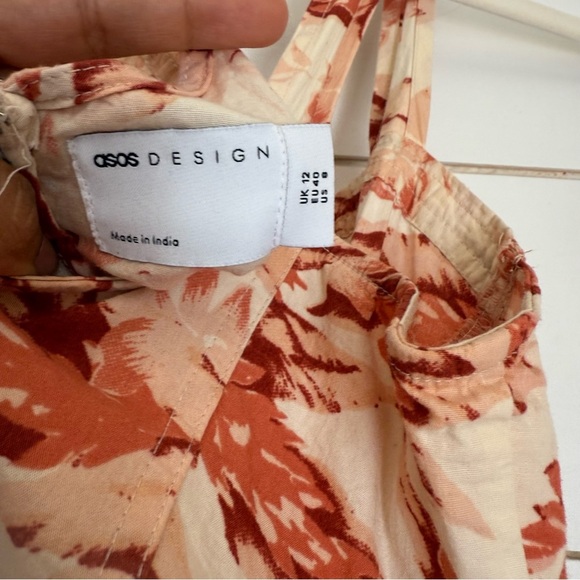 asos DESIGN
Made in India
UK 12
EU 40
US 8